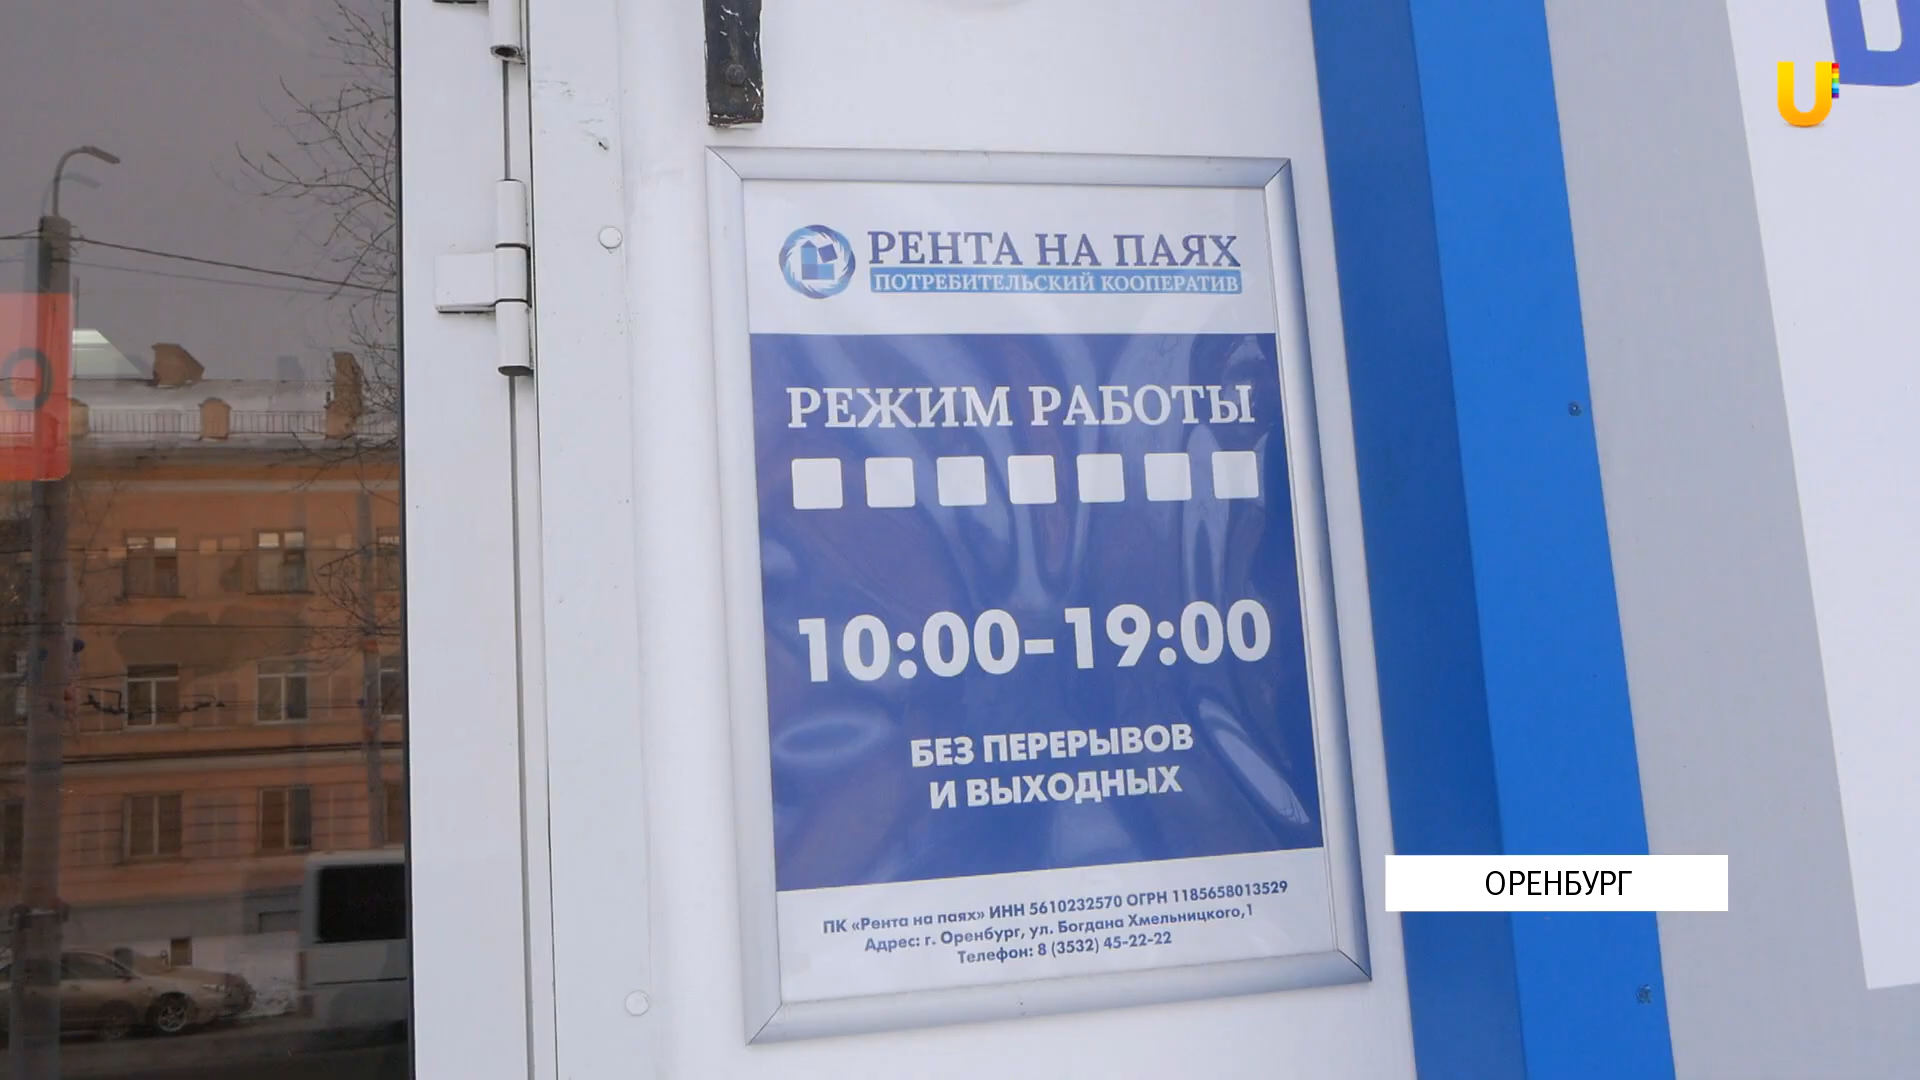 U
РЕНТА НА ПАЯХ
ПОТРЕБИТЕЛЬСКИЙ КООПЕРАТИВ
РЕЖИМ РАБОТЫ
10:00-19:00
БЕЗ ПЕРЕРЫВОВ
И ВЫХОДНЫХ
ПК «Рента на паях» ИНН 5610232570 ОГРН 1185658013529
Адрес: г. Оренбург, ул. Богдана Хмельницкого,1
Телефон: 8 (3532) 45-22-22
ОРЕНБУРГ